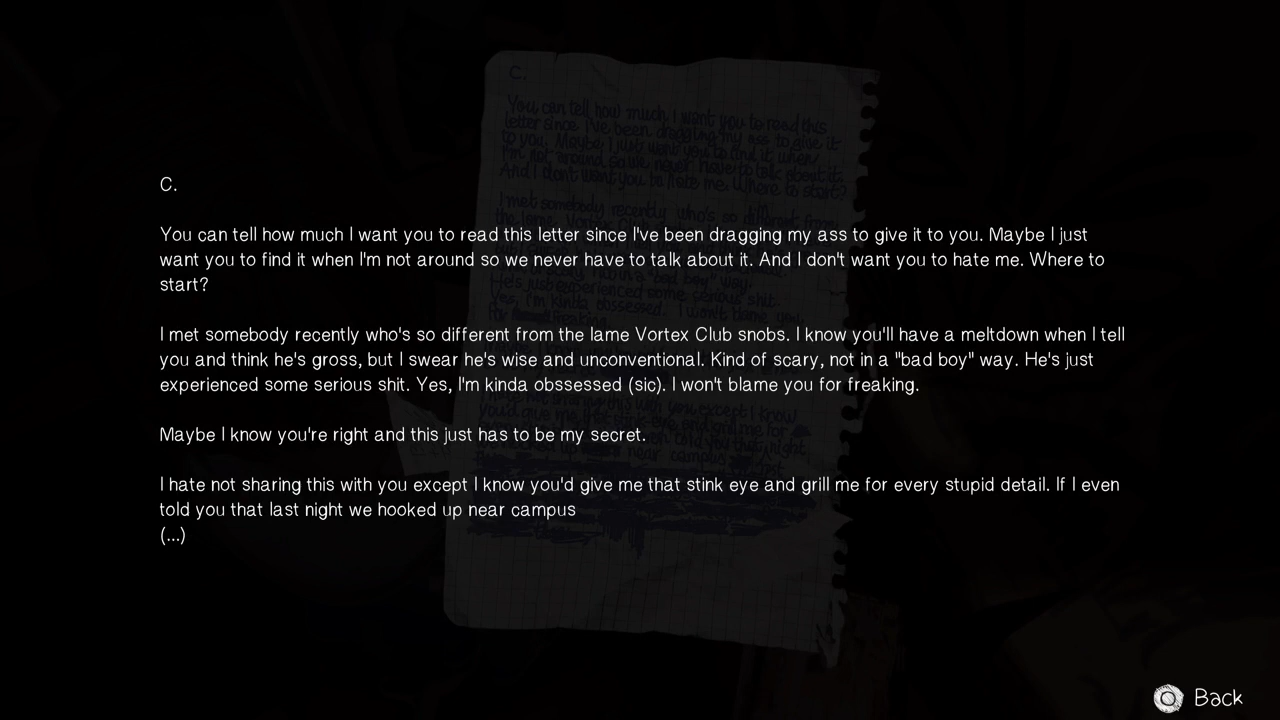 C.
You can tell how much I want you to read this letter since I've been dragging my ass to give it to you. Maybe I just
want you to find it when I'm not around so we never have to talk about it. And I don't want you to hate me. Where to
start?
I met somebody recently who's so different from the lame Vortex Club snobs. I know you'll have a meltdown when I tell
you and think he's gross, but I swear he's wise and unconventional. Kind of scary, not in a "bad boy" way. He's just
experienced some serious shit. Yes, I'm kinda obssessed (sic). I won't blame you for freaking.
Maybe I know you're right and this just has to be my secret.
I hate not sharing this with you except I know you'd give me that stink eye and grill me for every stupid detail. If I even
told you that last night we hooked up near campus
(...)
Back